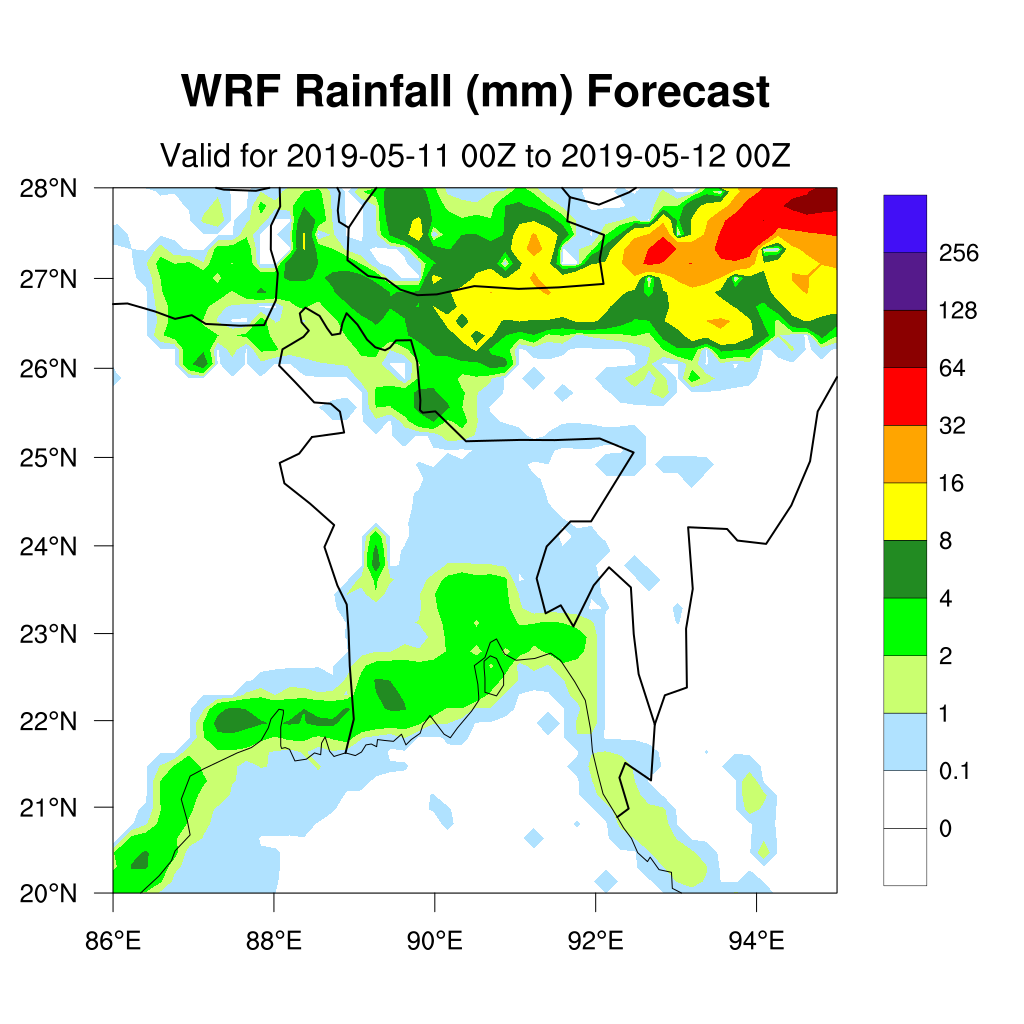 WRF Rainfall (mm) Forecast
Valid for 2019-05-11 00Z to 2019-05-12 00Z
28°N
27°N
26°N
25°N
24°N
23°N
22°N
21°N
20°N
86°E 88°E 90°E 92°E 94°E
256
128
64
32
16
8
4
2
1
0.1
0